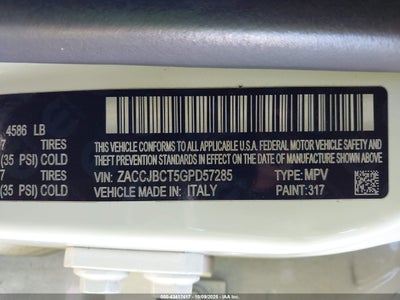 4586 LB
7 TIRES
(35 PSI) COLD
7 TIRES
(35 PSI) COLD
THIS VEHICLE CONFORMS TO ALL APPLICABLE U.S.A. FEDERAL MOTOR VEHICLE SAFETY AND
THEFT PREVENTION STANDARDS IN EFFECT ON THE DATE OF MANUFACTURE SHOWN ABOVE
VIN: ZACCJBCT5GPD57285 TYPE: MPV
VEHICLE MADE IN: ITALY PAINT: 317